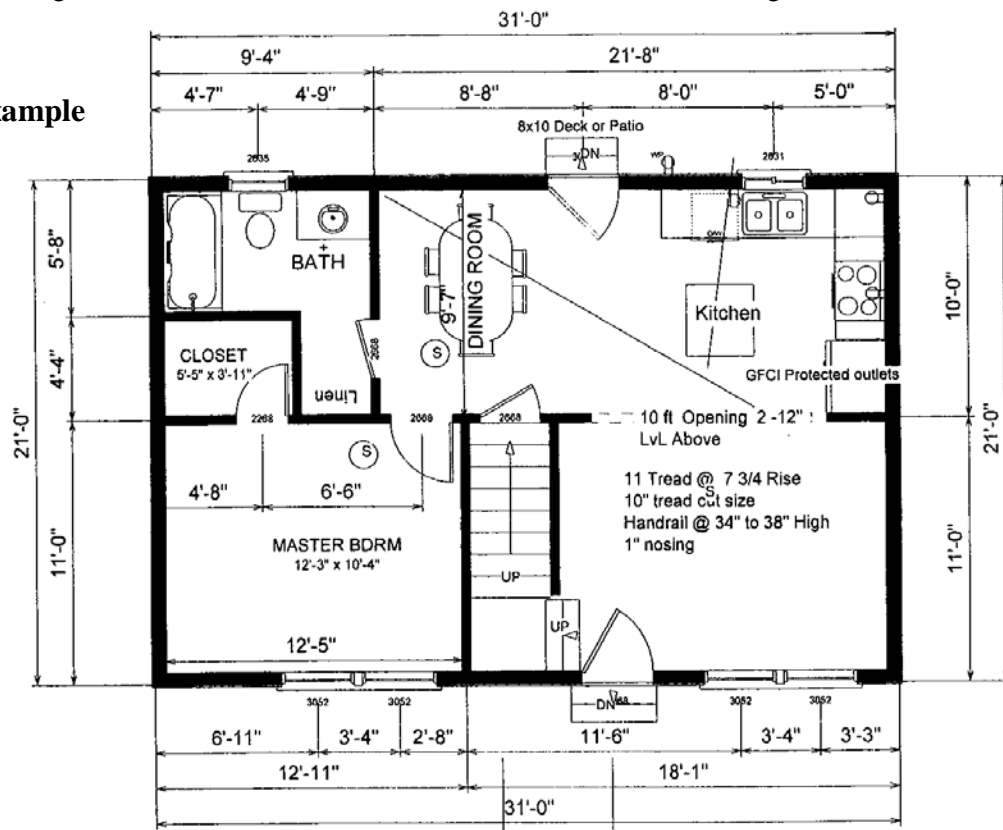 31'-0"
9'-4"
21'-8"
ample
4'-7"
4'-9"
8'-8"
8'-0"
5'-0"
8x10 Deck or Patio
DN
WP
2631
5'-8"
BATH
DINING ROOM
9'-7"
DW
Kitchen
10'-0"
4'-4"
CLOSET
5'-5" x 3'-11"
2668
S
GFCI Protected outlets
Linen
21'-0"
2268
2668
10 ft Opening 2 -12"
LvL Above
21'-0"
S
4'-8"
6'-6"
11 Tread @ 7 3/4 Rise
10" tread cut size
S
Handrail @ 34" to 38" High
1" nosing
11'-0"
MASTER BDRM
12'-3" x 10'-4"
11'-0"
UP
UP
12'-5"
DN
3052
3052
3052
3052
6'-11"
3'-4"
2'-8"
11'-6"
3'-4"
3'-3"
12'-11"
18'-1"
31'-0"